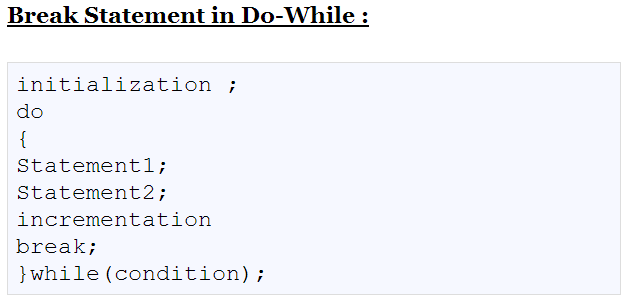 Break Statement in Do-While :
initialization ;
do
{
Statement1;
Statement2;
incrementation
break;
}while(condition);